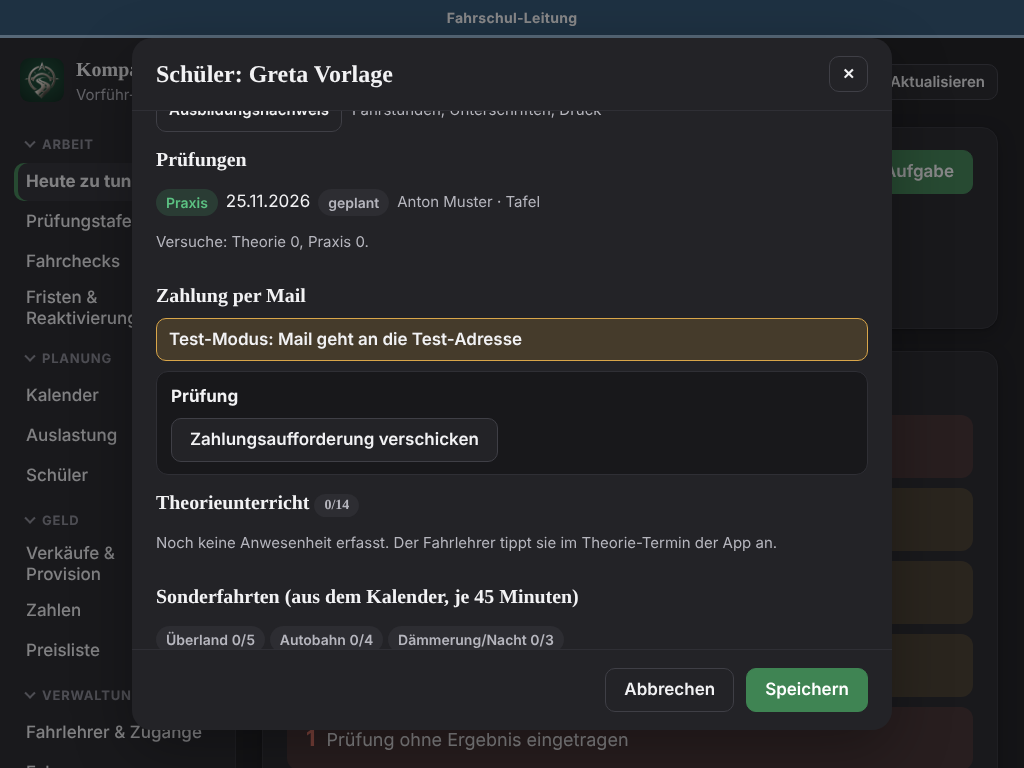 Fahrschul-Leitung
Schüler: Greta Vorlage
×
Aktualisieren
ARBEIT
Heute zu tun
Prüfungstafe
Fahrchecks
Fristen &
Reaktivierung
PLANUNG
Kalender
Auslastung
Schüler
GELD
Verkäufe &
Provision
Zahlen
Preisliste
VERWALTUN
Fahrlehrer & Zugänge
Ausbildungsnachweis Fahrstunden, Unterschriften, Druck
Prüfungen
Praxis 25.11.2026 geplant Anton Muster · Tafel
Versuche: Theorie 0, Praxis 0.
Zahlung per Mail
Test-Modus: Mail geht an die Test-Adresse
Prüfung
Zahlungsaufforderung verschicken
Theorieunterricht 0/14
Noch keine Anwesenheit erfasst. Der Fahrlehrer tippt sie im Theorie-Termin der App an.
Sonderfahrten (aus dem Kalender, je 45 Minuten)
Überland 0/5 Autobahn 0/4 Dämmerung/Nacht 0/3
Abbrechen Speichern
Aufgabe
1 Prüfung ohne Ergebnis eingetragen